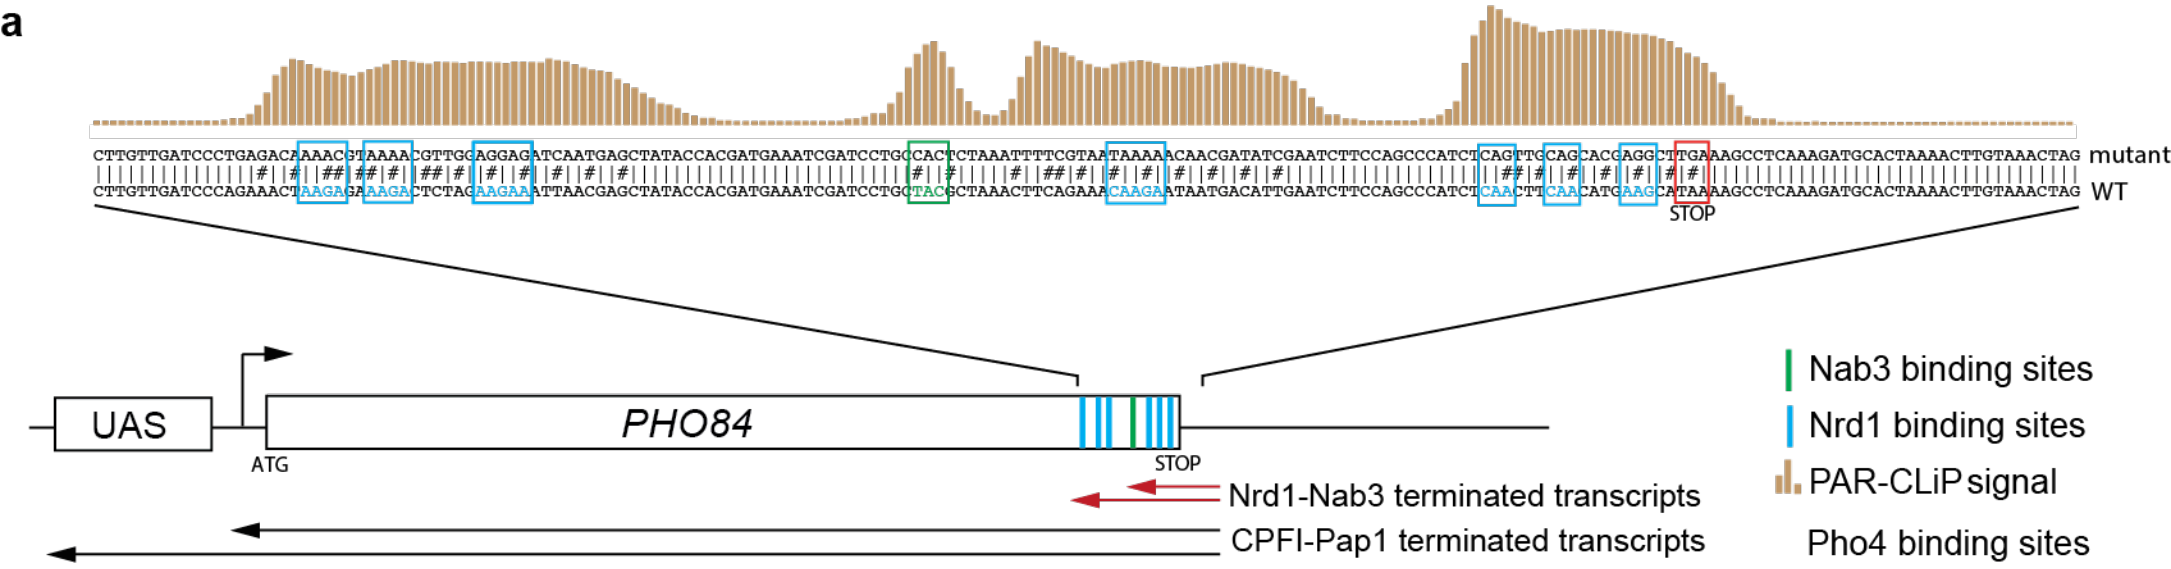 a
CTTGTTGATCCCTGAGACAAAACGTAAAACGTTGGAGGAGATCAATGAGCTATACCACGATGAAATCGATCCTGCCACTCTAAATTTTCGTAATAAAAACAACGATATCGAATCTTCCAGCCCATCTCAGTTGCAGCACGAGGCTTGAAAGCCTCAAAGATGCACTAAAACTTGTAAACTAG mutant
CTTGTTGATCCCAGAAACTAAGAGAAAGACTCTAGAAGAAATTAACGAGCTATACCACGATGAAATCGATCCTGCTACGCTAAACTTCAGAAACAAGAATAATGACATTGAATCTTCCAGCCCATCTCAACTTCAACATGAAGCATAAAAGCCTCAAAGATGCACTAAAACTTGTAAACTAG WT
STOP
UAS
PHO84
ATG
STOP
Nrd1-Nab3 terminated transcripts
CPFI-Pap1 terminated transcripts
Nab3 binding sites
Nrd1 binding sites
PAR-CLiP signal
Pho4 binding sites